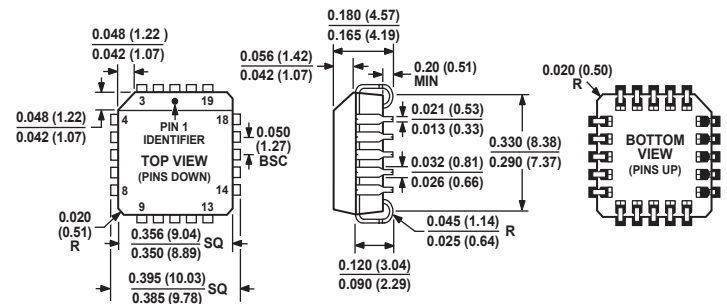 0.048 (1.22)
0.042 (1.07)
0.048 (1.22)
0.042 (1.07)
3
19
4
18
PIN 1
IDENTIFIER
TOP VIEW
(PINS DOWN)
8
14
9
13
0.050
(1.27)
BSC
0.020
(0.51)
R
0.356 (9.04)
0.350 (8.89)
SQ
0.395 (10.03)
0.385 (9.78)
SQ
0.180 (4.57)
0.165 (4.19)
0.056 (1.42)
0.042 (1.07)
0.20 (0.51)
MIN
0.021 (0.53)
0.013 (0.33)
0.032 (0.81)
0.026 (0.66)
0.330 (8.38)
0.290 (7.37)
0.045 (1.14)
0.025 (0.64)
R
0.120 (3.04)
0.090 (2.29)
0.020 (0.50)
R
BOTTOM
VIEW
(PINS UP)